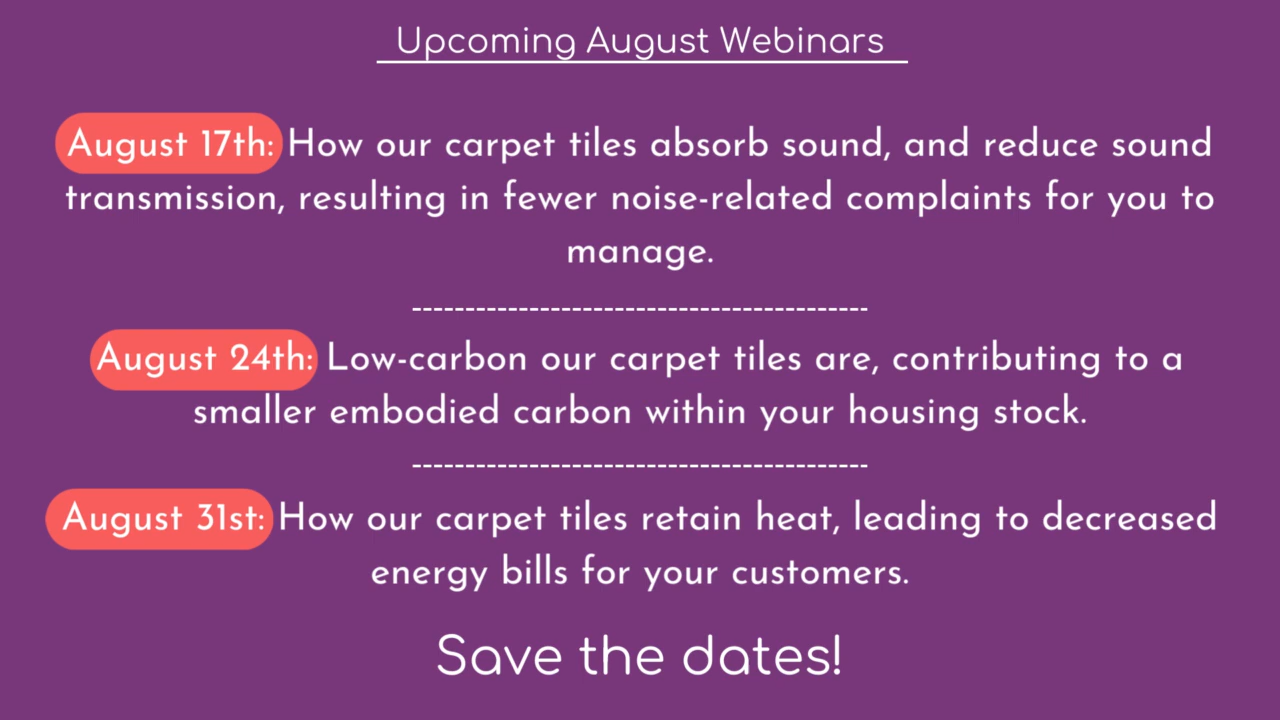 Upcoming August Webinars
August 17th: How our carpet tiles absorb sound, and reduce sound
transmission, resulting in fewer noise-related complaints for you to
manage.
-------------------------------------------
August 24th: Low-carbon our carpet tiles are, contributing to a
smaller embodied carbon within your housing stock.
-------------------------------------------
August 31st: How our carpet tiles retain heat, leading to decreased
energy bills for your customers.
Save the dates!